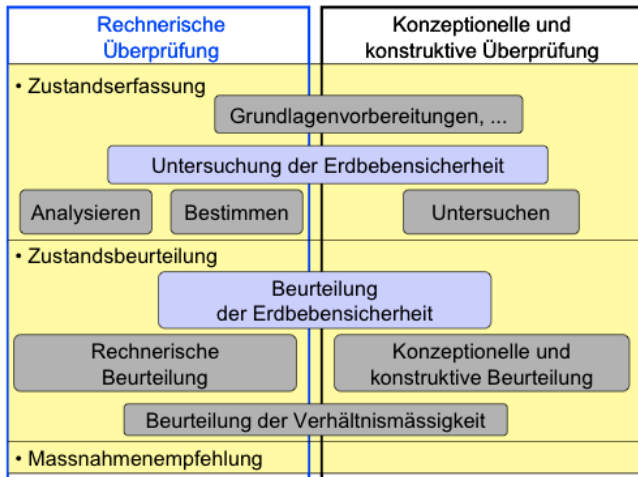 Rechnerische
Überprüfung
Konzeptionelle und
konstruktive Überprüfung
• Zustandserfassung
Grundlagenvorbereitungen, ...
Untersuchung der Erdbebensicherheit
Analysieren
Bestimmen
Untersuchen
• Zustandsbeurteilung
Beurteilung
der Erdbebensicherheit
Rechnerische
Beurteilung
Konzeptionelle und
konstruktive Beurteilung
Beurteilung der Verhältnismässigkeit
• Massnahmenempfehlung